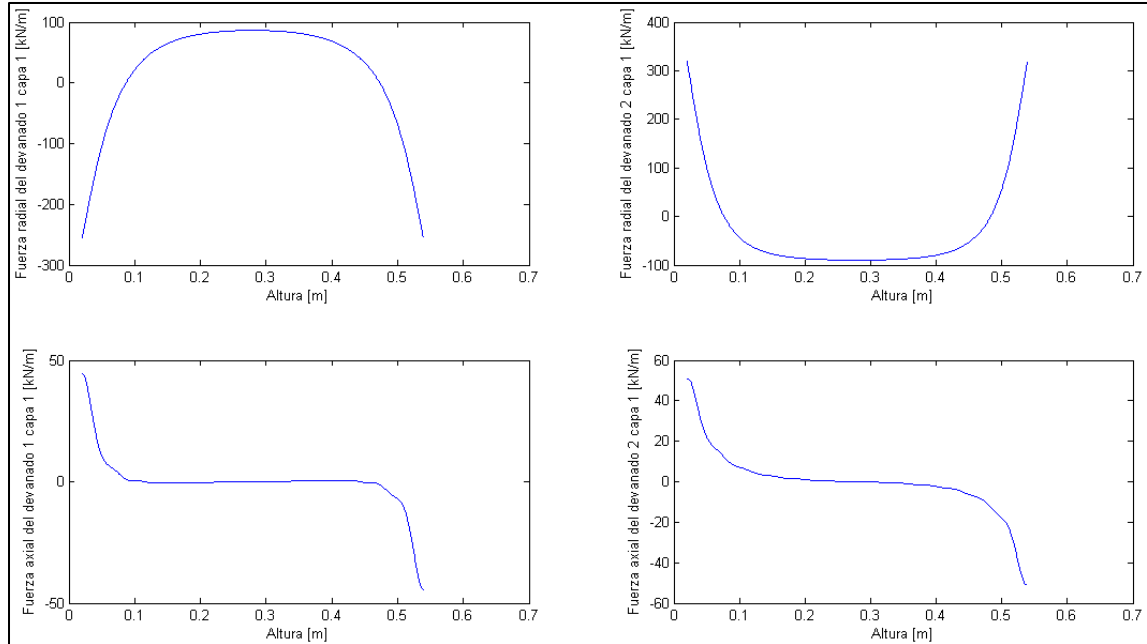 Fuerza radial del devanado 1 capa 1 [kN/m]
100
0
-100
-200
-300
0 0.1 0.2 0.3 0.4 0.5 0.6 0.7
Altura [m]
Fuerza radial del devanado 2 capa 1 [kN/m]
400
300
200
100
0
-100
0 0.1 0.2 0.3 0.4 0.5 0.6 0.7
Altura [m]
Fuerza axial del devanado 1 capa 1 [kN/m]
50
0
-50
0 0.1 0.2 0.3 0.4 0.5 0.6 0.7
Altura [m]
Fuerza axial del devanado 2 capa 1 [kN/m]
60
40
20
0
-20
-40
-60
0 0.1 0.2 0.3 0.4 0.5 0.6 0.7
Altura [m]